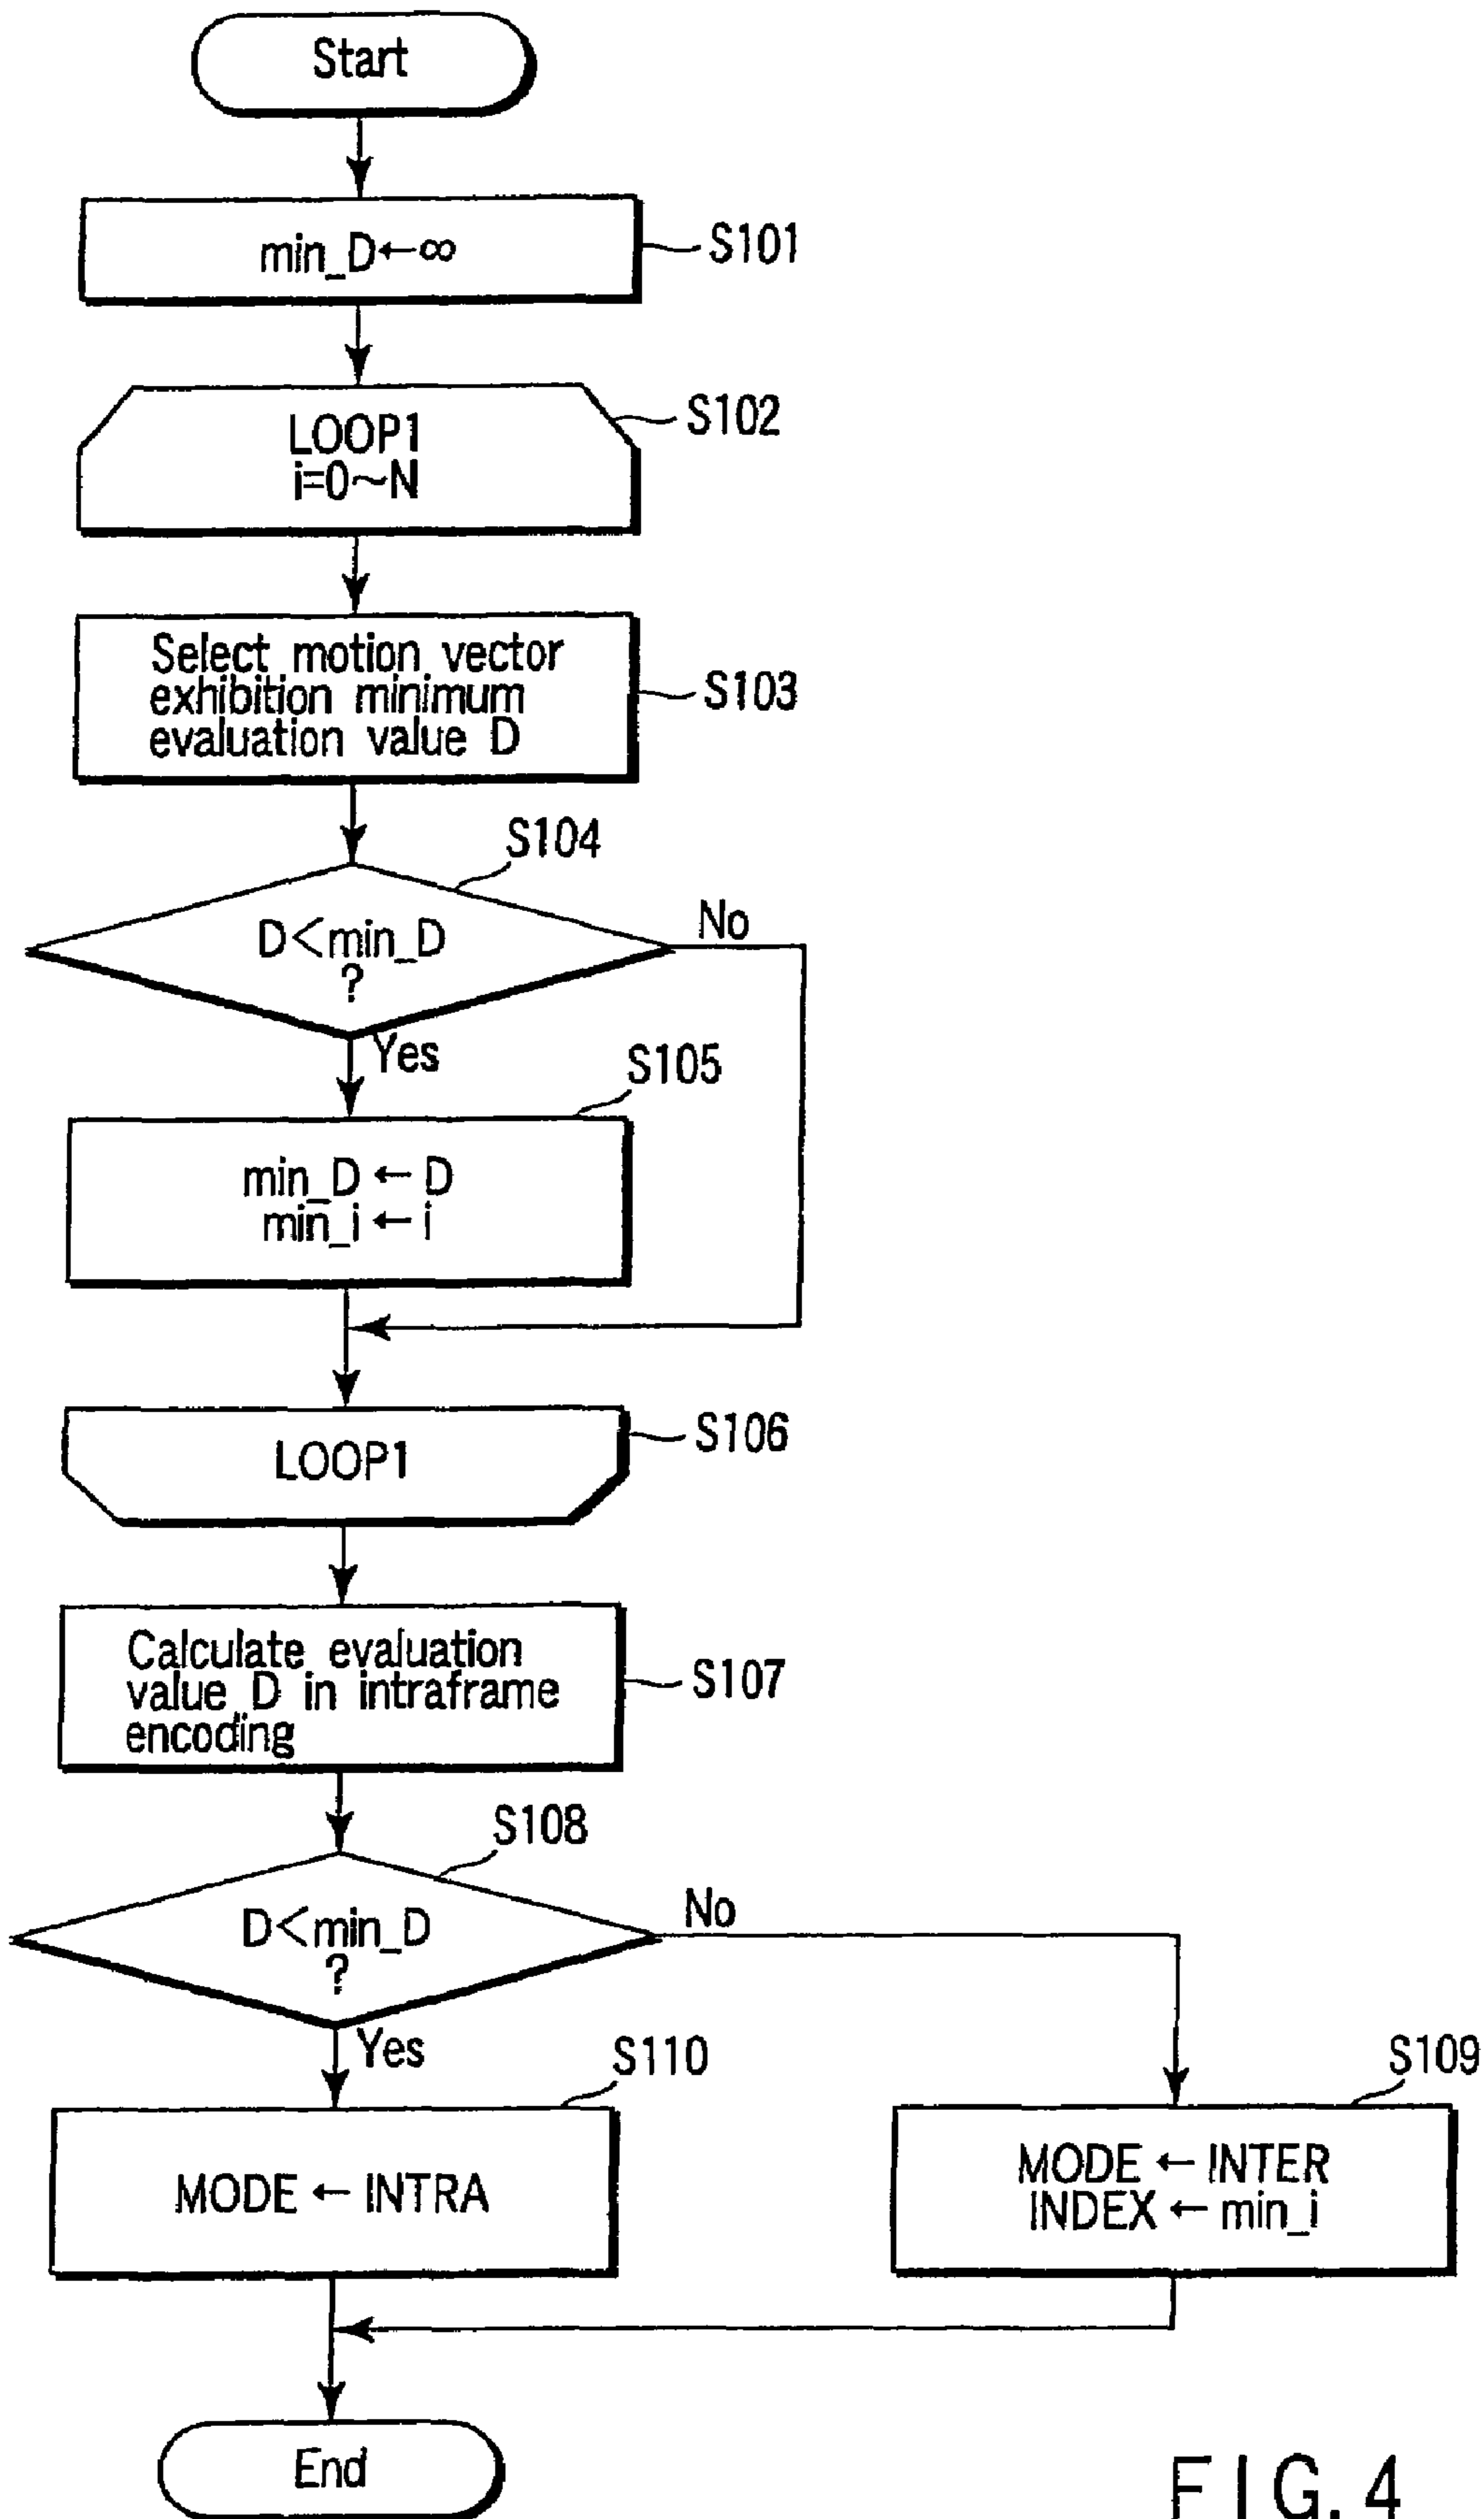 Start
min_D←∞
S101
LOOP1
i=0~N
S102
Select motion vector
exhibition minimum
evaluation value D
S103
S104
D<min_D
?
No
Yes
S105
min_D ← D
min_i ← i
LOOP1
S106
Calculate evaluation
value D in intraframe
encoding
S107
S108
D<min_D
?
No
Yes
S110
MODE ← INTRA
S109
MODE ← INTER
INDEX ← min_i
End
FIG. 4